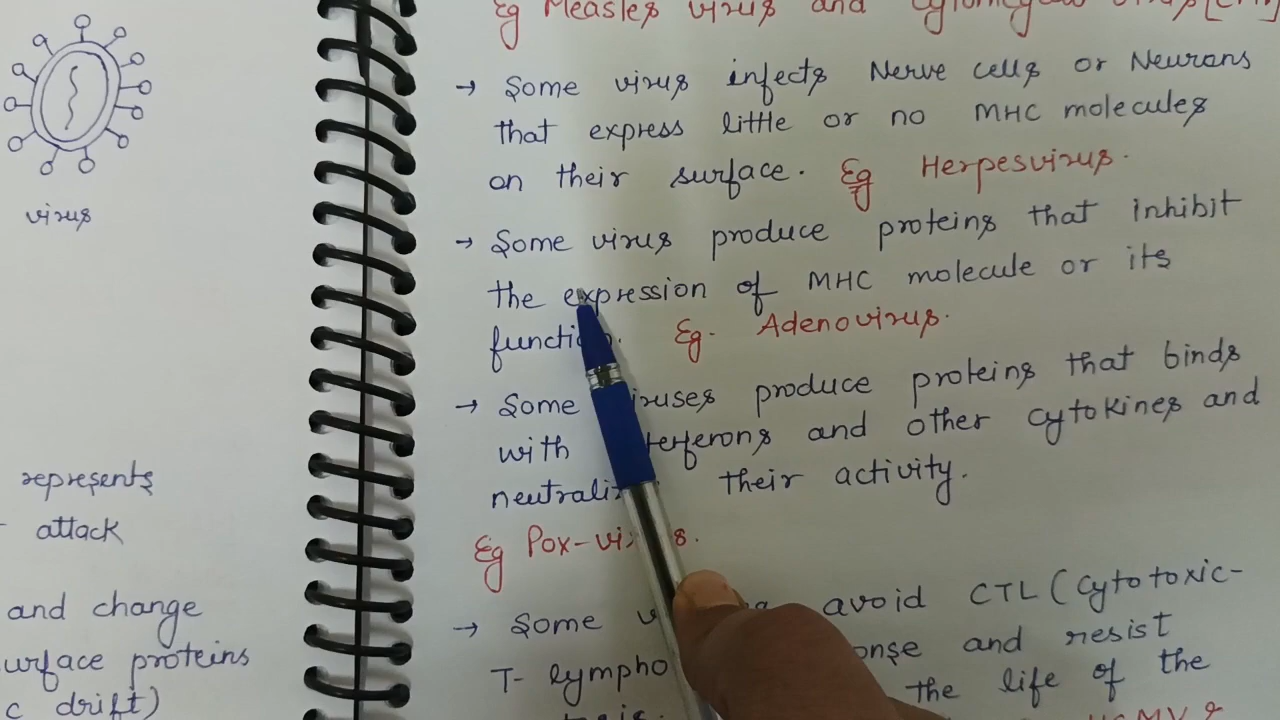 virus
represents
attack
and change
urface proteins
c drift)
Eg Measles virus and
→ Some virus infects Nerve cells or Neurons
that express little or no MHC molecules
on their surface. Eg Herpesvirus.
→ Some virus produce proteins that inhibit
the expression of MHC molecule or its
function. Eg. Adenovirus.
→ Some viruses produce proteins that binds
with terferons and other cytokines and
neutraliz their activity.
Eg Pox-virus.
→ Some avoid CTL (Cytotoxic-
T- lympho onse and resist
the life of the